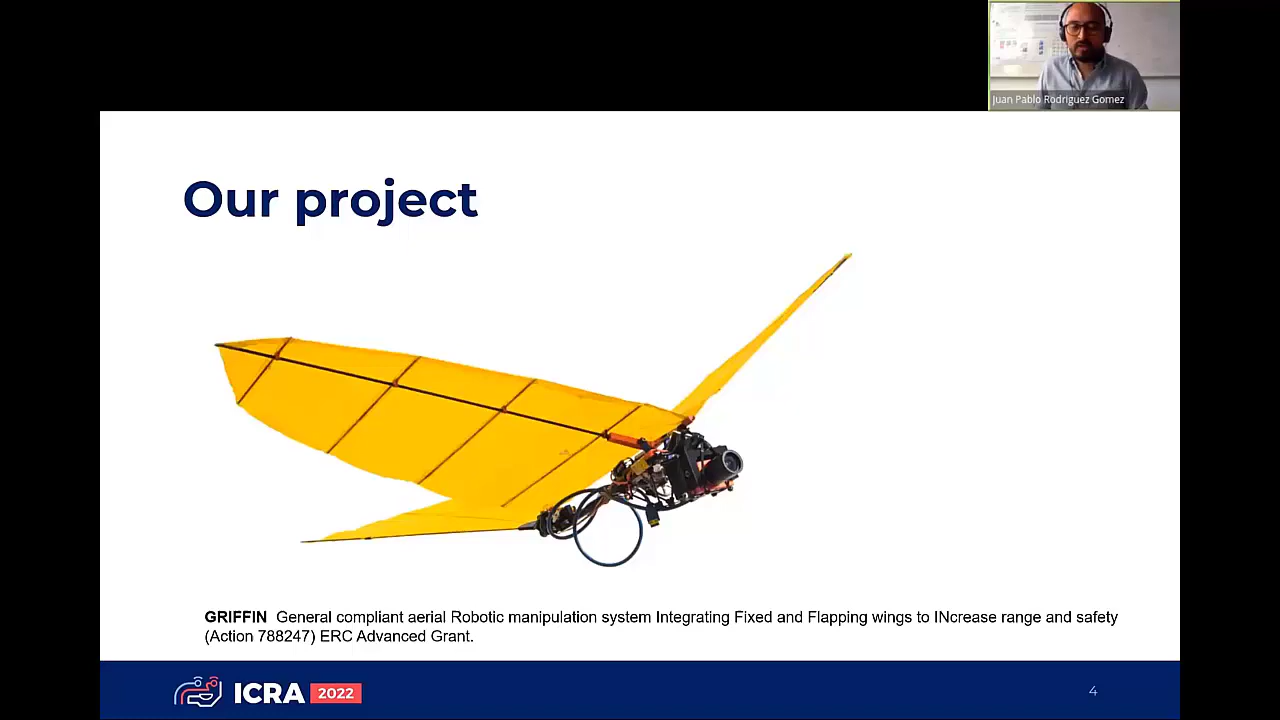 Juan Pablo Rodriguez Gomez
Our project
GRIFFIN General compliant aerial Robotic manipulation system Integrating Fixed and Flapping wings to INcrease range and safety
(Action 788247) ERC Advanced Grant.
ICRA 2022
4